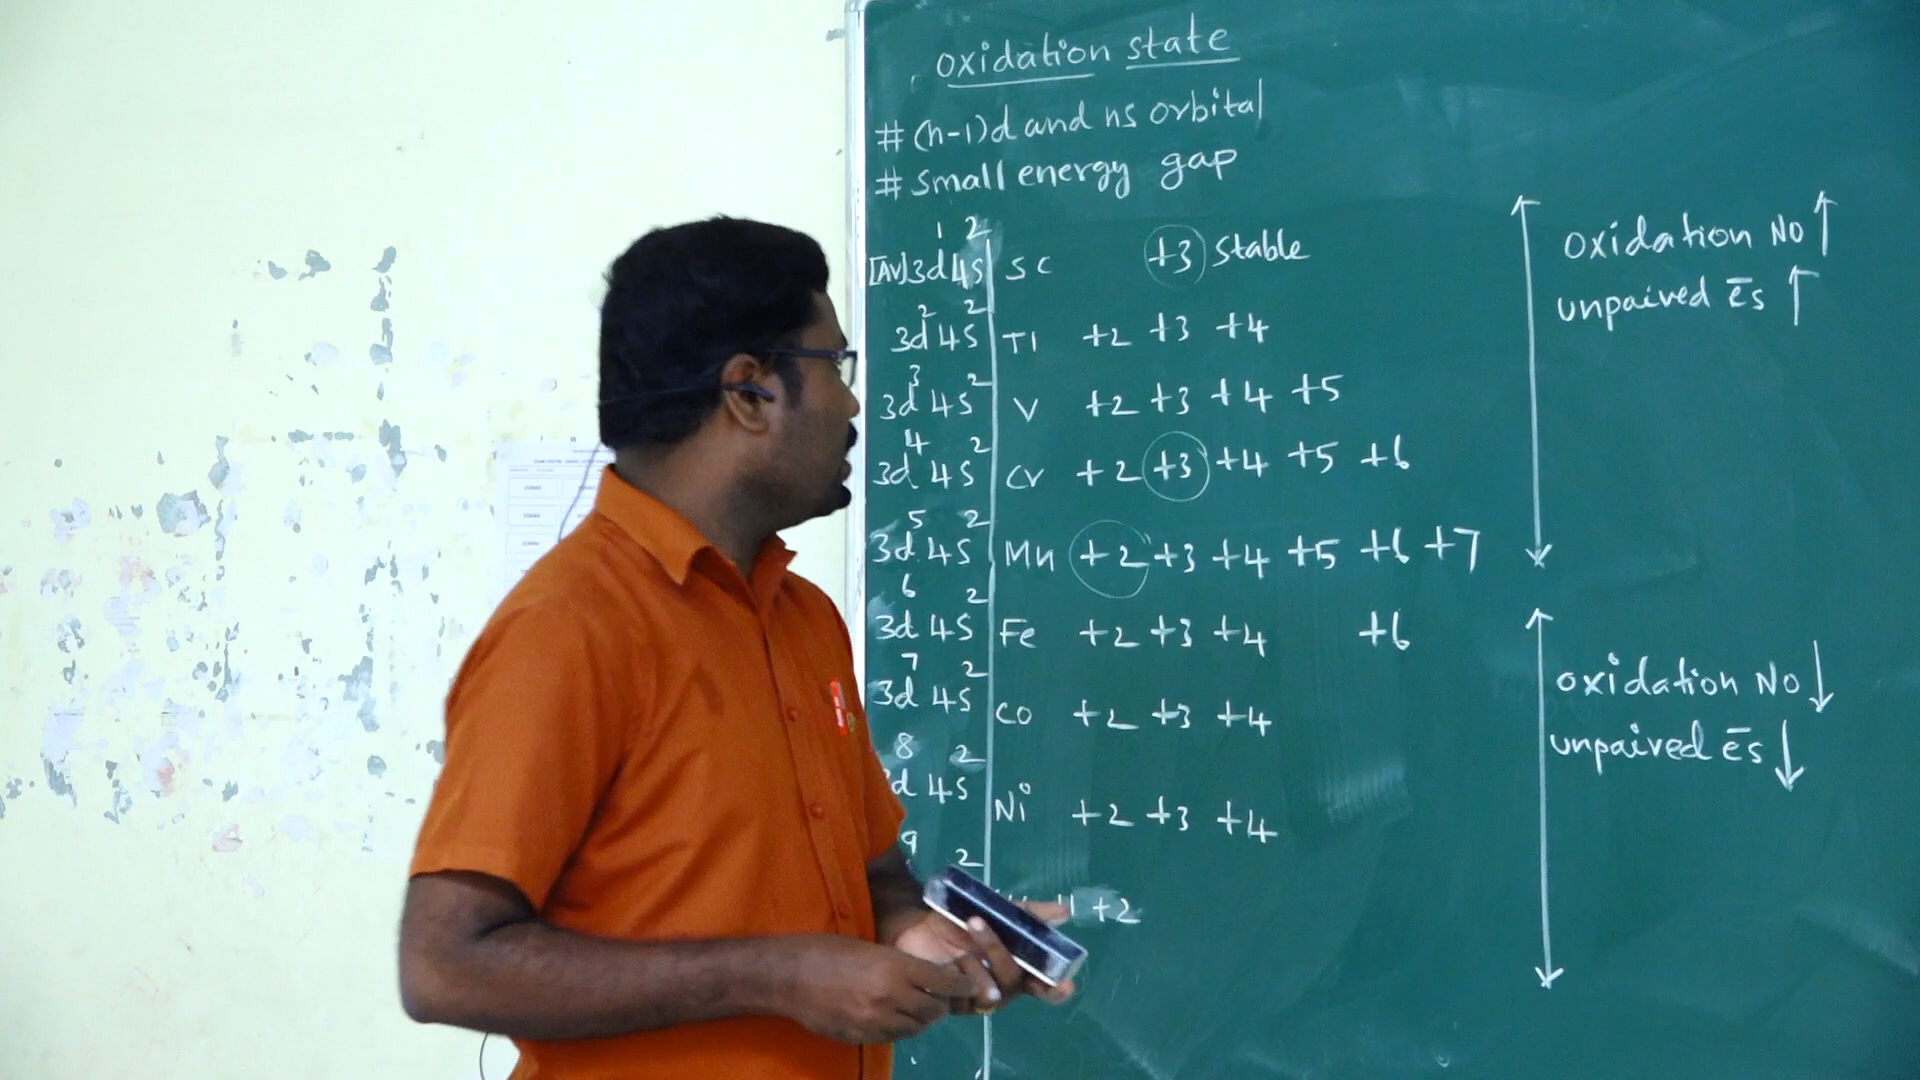 oxidation state
# (n-1)d and ns orbital
# small energy gap
1 2
[Ar]3d 4s Sc +3 stable
2 2
3d 4s Ti +2 +3 +4
3 2
3d 4s V +2 +3 +4 +5
4 2
3d 4s Cr +2 +3 +4 +5 +6
5 2
3d 4s Mn +2 +3 +4 +5 +6 +7
6 2
3d 4s Fe +2 +3 +4 +6
7 2
3d 4s Co +2 +3 +4
8 2
d 4s Ni +2 +3 +4
9 2
+2
oxidation No ↑
unpaired ēs ↑
oxidation No ↓
unpaired ēs ↓